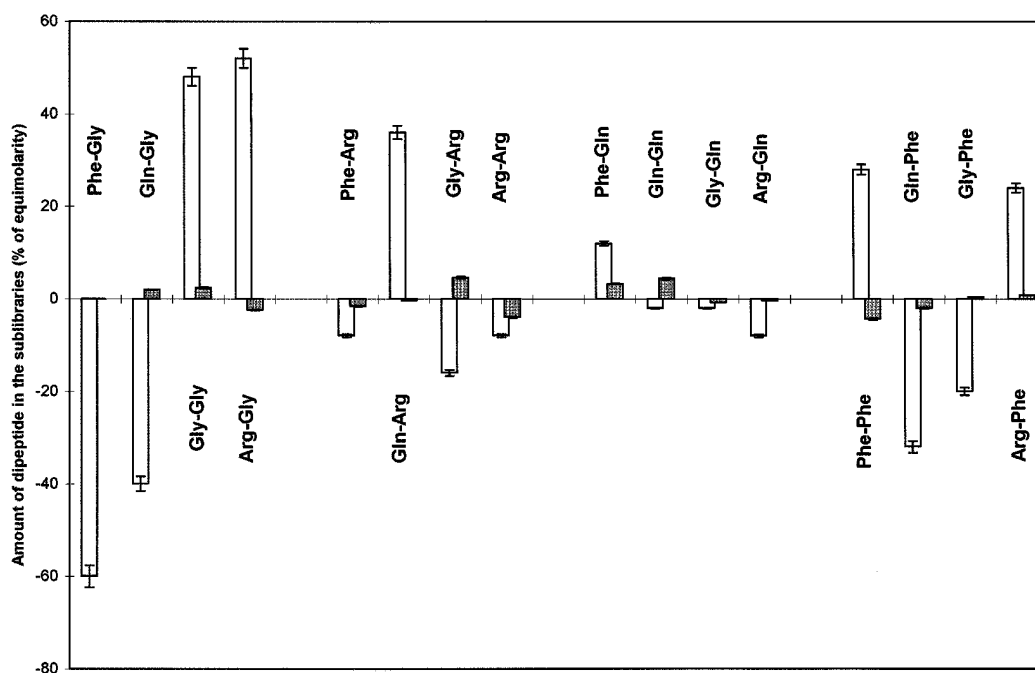 Amount of dipeptide in the sublibraries (% of equimolarity)
60
40
20
0
-20
-40
-60
-80
Phe-Gly
Gln-Gly
Gly-Gly
Arg-Gly
Phe-Arg
Gln-Arg
Gly-Arg
Arg-Arg
Phe-Gln
Gln-Gln
Gly-Gln
Arg-Gln
Phe-Phe
Gln-Phe
Gly-Phe
Arg-Phe